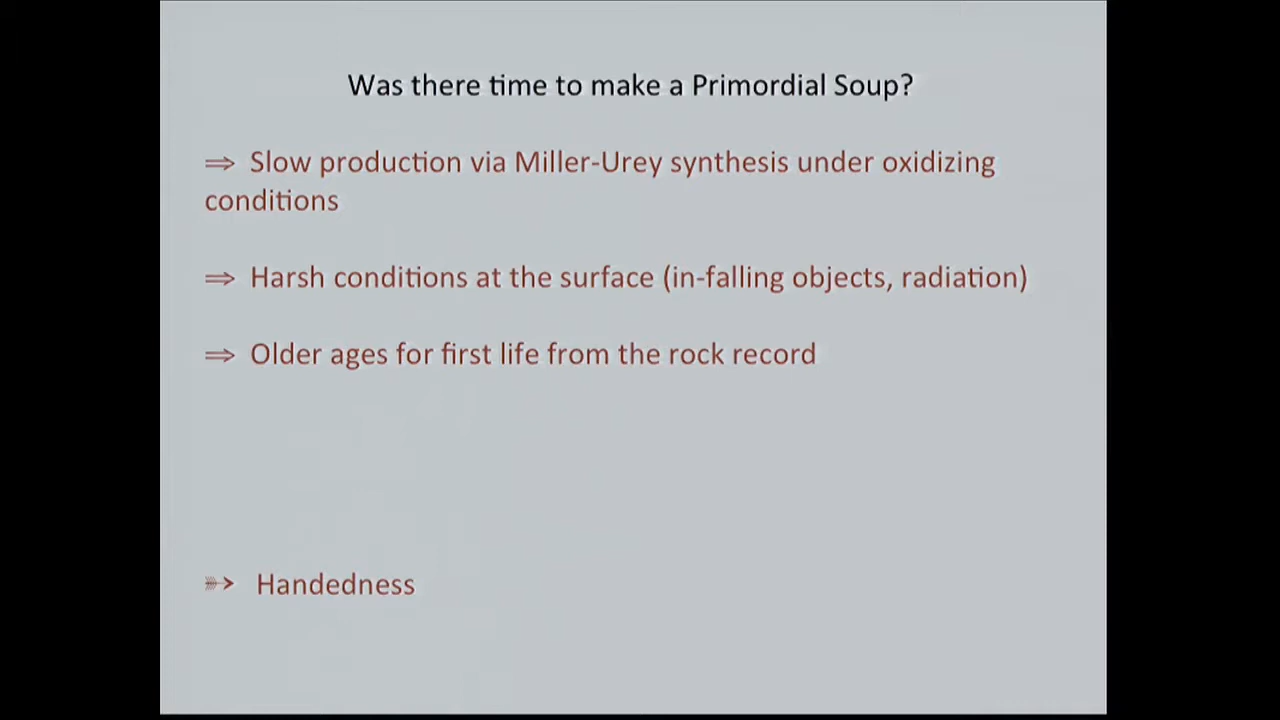 Was there time to make a Primordial Soup?
⇒ Slow production via Miller-Urey synthesis under oxidizing
conditions
⇒ Harsh conditions at the surface (in-falling objects, radiation)
⇒ Older ages for first life from the rock record
➳ Handedness